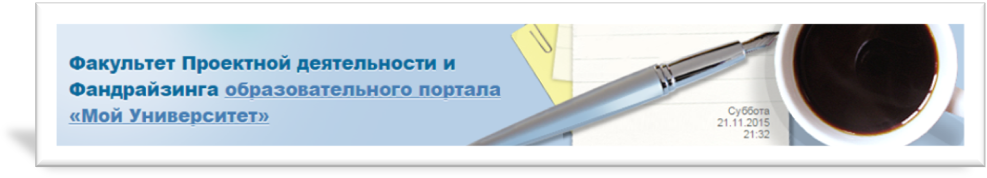 Факультет Проектной деятельности и
Фандрайзинга образовательного портала
«Мой Университет»
Суббота
21.11.2015
21:32